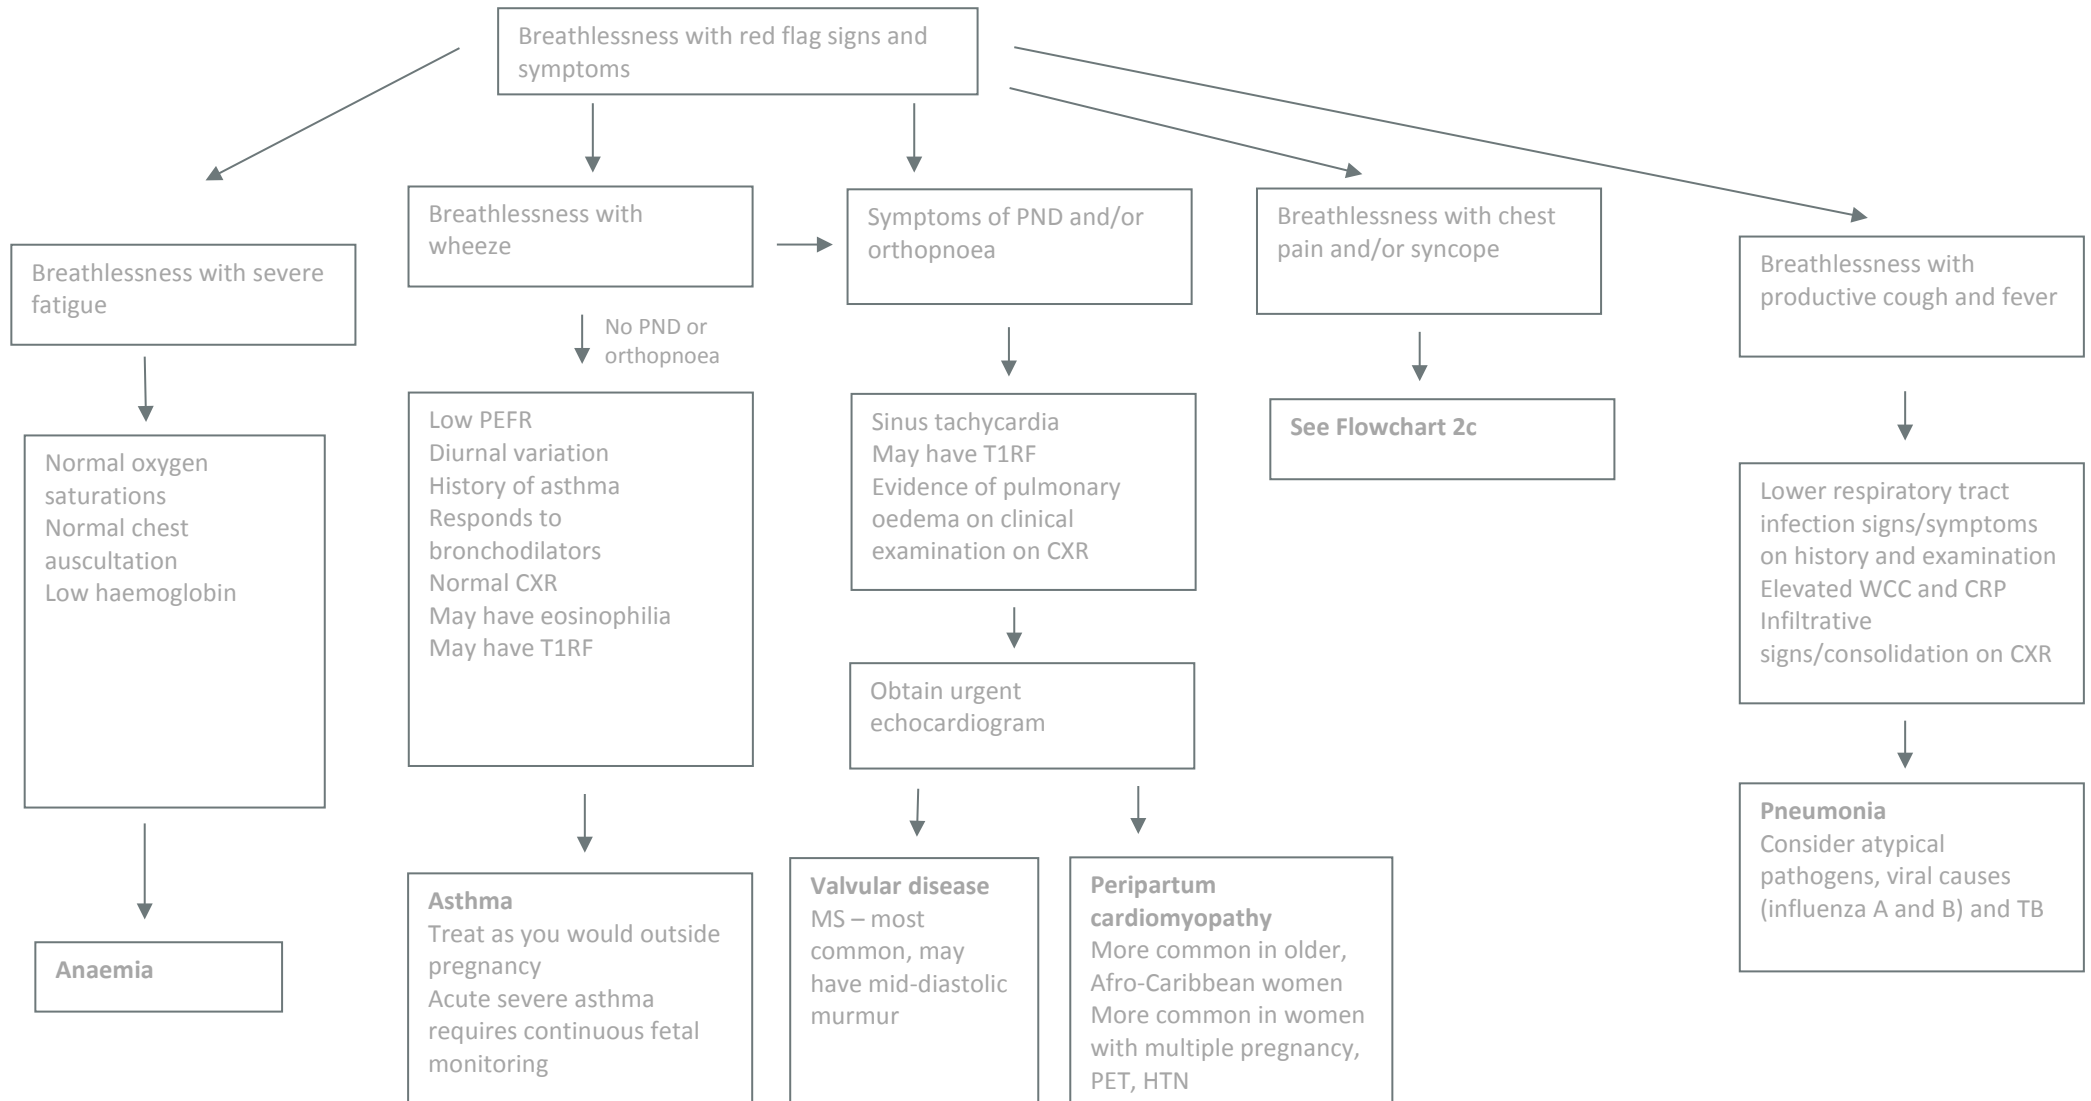 Breathlessness with red flag signs and
symptoms
Breathlessness with severe
fatigue
Normal oxygen
saturations
Normal chest
auscultation
Low haemoglobin
Anaemia
Breathlessness with
wheeze
No PND or
orthopnoea
Low PEFR
Diurnal variation
History of asthma
Responds to
bronchodilators
Normal CXR
May have eosinophilia
May have T1RF
Asthma
Treat as you would outside
pregnancy
Acute severe asthma
requires continuous fetal
monitoring
Symptoms of PND and/or
orthopnoea
Sinus tachycardia
May have T1RF
Evidence of pulmonary
oedema on clinical
examination on CXR
Obtain urgent
echocardiogram
Valvular disease
MS – most
common, may
have mid-diastolic
murmur
Peripartum
cardiomyopathy
More common in older,
Afro-Caribbean women
More common in women
with multiple pregnancy,
PET, HTN
Breathlessness with chest
pain and/or syncope
See Flowchart 2c
Breathlessness with
productive cough and fever
Lower respiratory tract
infection signs/symptoms
on history and examination
Elevated WCC and CRP
Infiltrative
signs/consolidation on CXR
Pneumonia
Consider atypical
pathogens, viral causes
(influenza A and B) and TB